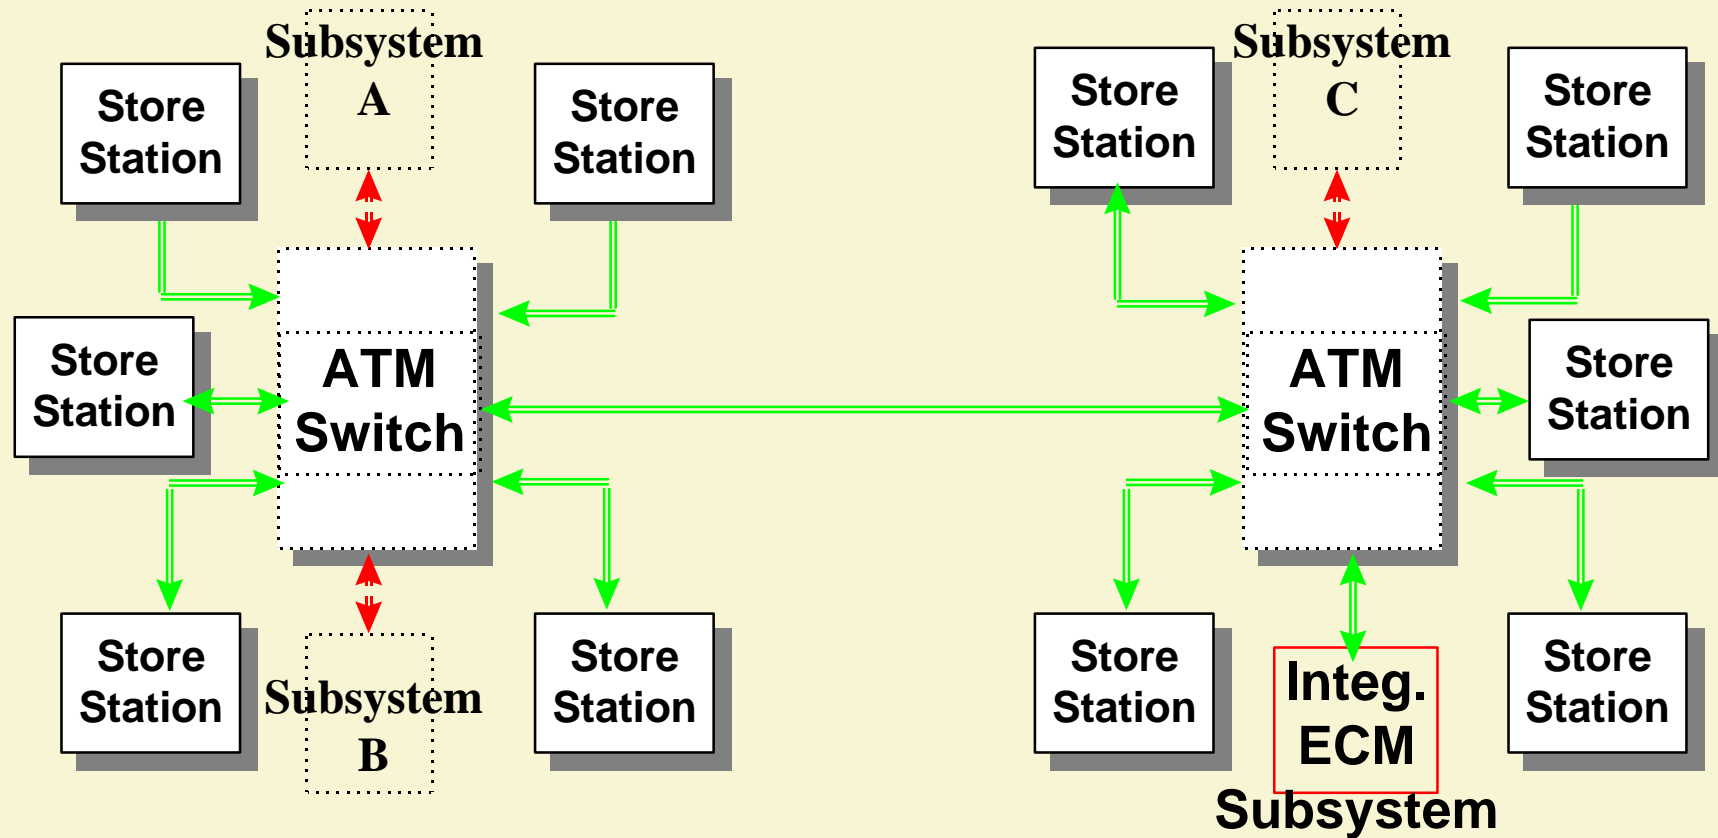 Subsystem
A
Store
Station
Store
Station
Subsystem
C
Store
Station
Store
Station
Store
Station
ATM
Switch
ATM
Switch
Store
Station
Store
Station
Subsystem
B
Store
Station
Store
Station
Integ.
ECM
Subsystem
Store
Station